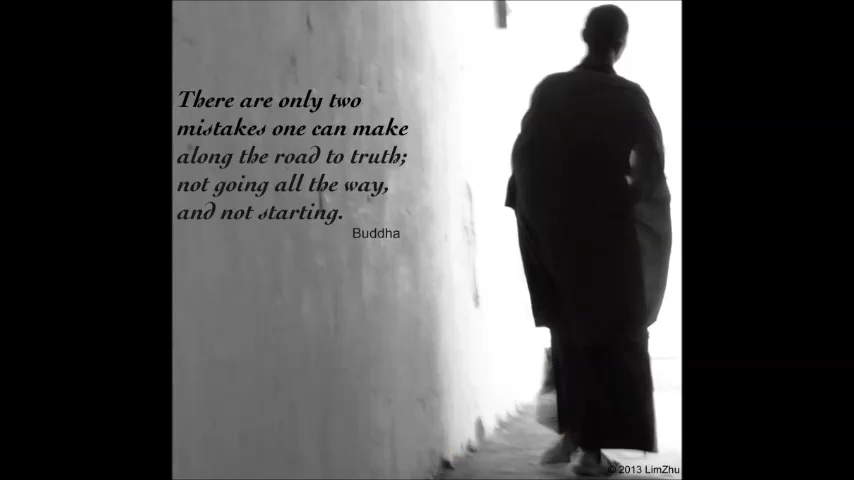 There are only two
mistakes one can make
along the road to truth;
not going all the way,
and not starting.
Buddha
© 2013 LimZhu